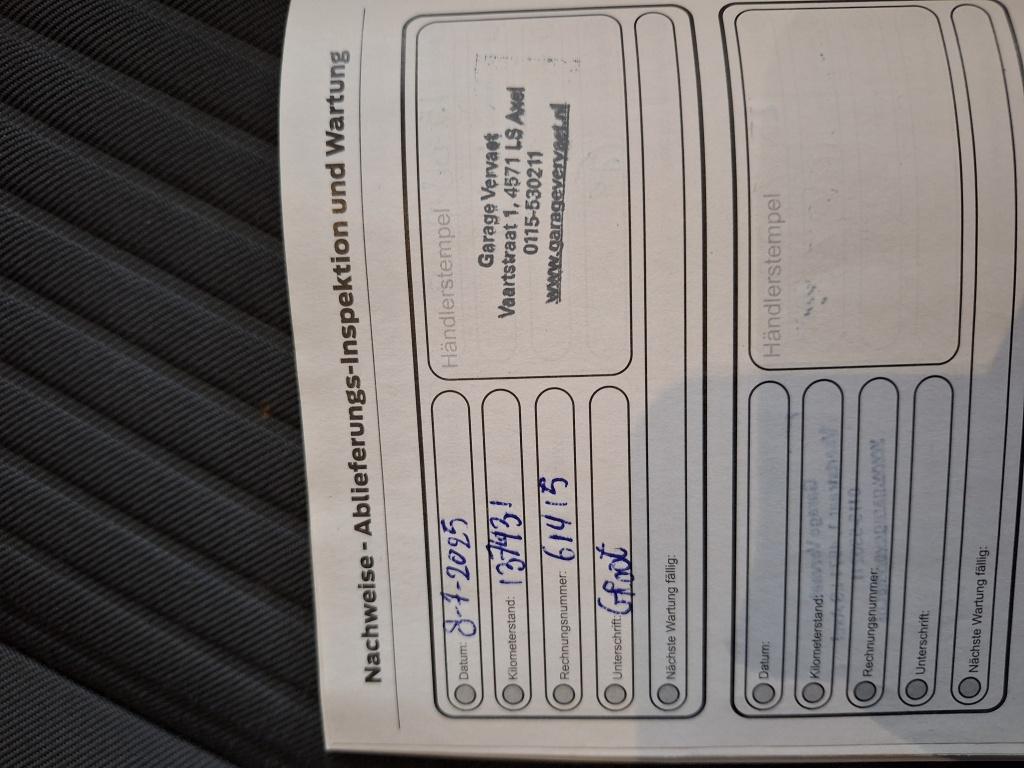 Nachweise - Ablieferungs-Inspektion und Wartung
Datum: 8-7-2025
Kilometerstand: 137431
Rechnungsnummer: 61415
Unterschrift:
Nächste Wartung fällig:
Händlerstempel
Garage Vervaet
Vaartstraat 1, 4571 LS Axel
0115-530211
www.garagevervaet.nl
Datum:
Kilometerstand:
Rechnungsnummer:
Unterschrift:
Nächste Wartung fällig:
Händlerstempel